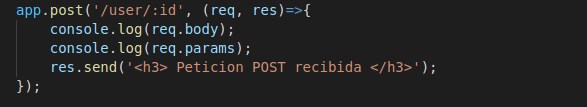 app.post('/user/:id', (req, res)=>{
    console.log(req.body);
    console.log(req.params);
    res.send('<h3> Peticion POST recibida </h3>');
});